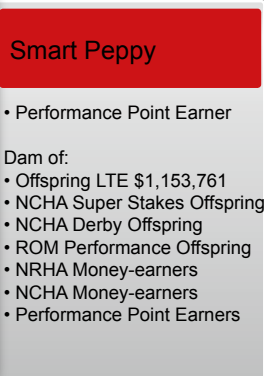 Smart Peppy
• Performance Point Earner
Dam of:
• Offspring LTE $1,153,761
• NCHA Super Stakes Offspring
• NCHA Derby Offspring
• ROM Performance Offspring
• NRHA Money-earners
• NCHA Money-earners
• Performance Point Earners